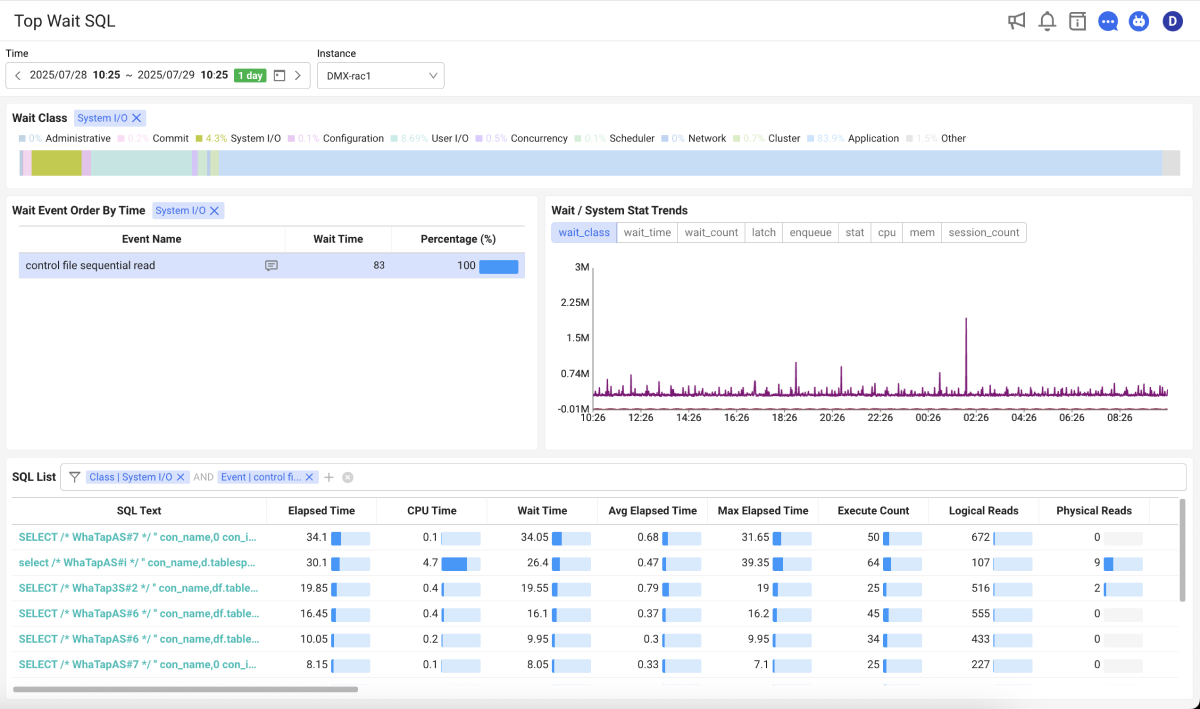 Top Wait SQL
D
Time
Instance
2025/07/28 10:25 ~ 2025/07/29 10:25 1 day
DMX-rac1
Wait Class System I/O
0% Administrative 0.2% Commit 4.3% System I/O 0.1% Configuration 8.69% User I/O 0.5% Concurrency 0.1% Scheduler 0% Network 0.7% Cluster 83.9% Application 1.5% Other
Wait Event Order By Time System I/O
Event Name Wait Time Percentage (%)
control file sequential read 83 100
Wait / System Stat Trends
wait_class wait_time wait_count latch enqueue stat cpu mem session_count
3M
2.25M
1.5M
0.74M
-0.01M
10:26 12:26 14:26 16:26 18:26 20:26 22:26 00:26 02:26 04:26 06:26 08:26
SQL List Class | System I/O AND Event | control fi...
SQL Text Elapsed Time CPU Time Wait Time Avg Elapsed Time Max Elapsed Time Execute Count Logical Reads Physical Reads
SELECT /* WhaTapAS#7 */ '' con_name,0 con_i... 34.1 0.1 34.05 0.68 31.65 50 672 0
select /* WhaTapAS#i */ '' con_name,d.tablesp... 30.1 4.7 26.4 0.47 39.35 64 107 9
SELECT /* WhaTap3S#2 */ '' con_name,df.table... 19.85 0.4 19.55 0.79 19 25 516 2
SELECT /* WhaTapAS#6 */ '' con_name,df.table... 16.45 0.4 16.1 0.37 16.2 45 555 0
SELECT /* WhaTapAS#6 */ '' con_name,df.table... 10.05 0.2 9.95 0.3 9.95 34 433 0
SELECT /* WhaTapAS#7 */ '' con_name,0 con_i... 8.15 0.1 8.05 0.33 7.1 25 227 0